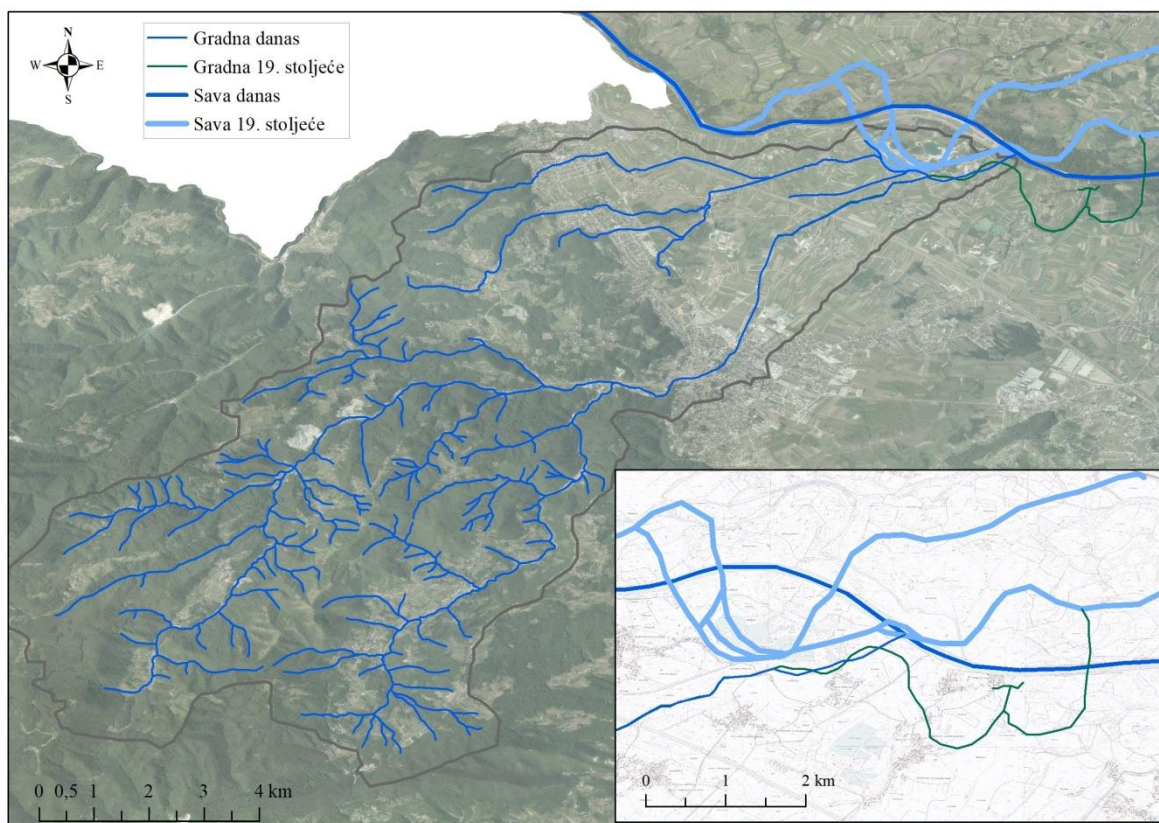 N
W E
S
Gradna danas
Gradna 19. stoljeće
Sava danas
Sava 19. stoljeće
0 0,5 1 2 3 4 km
0 1 2 km